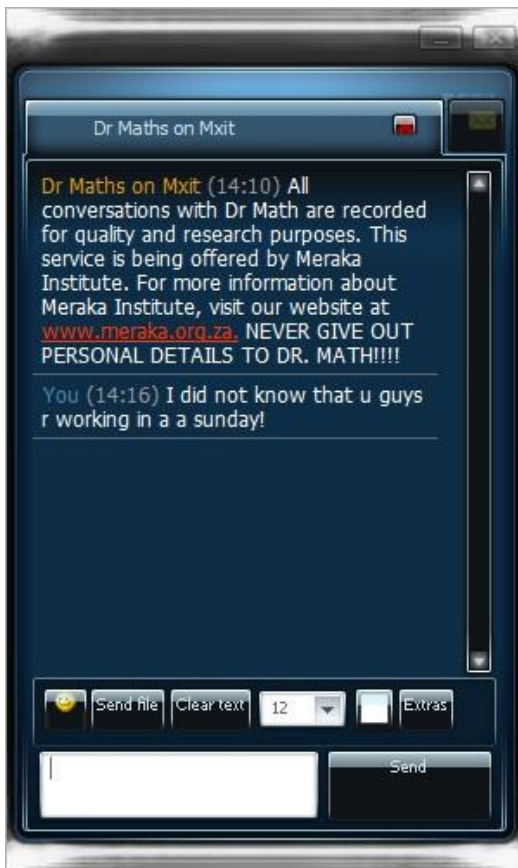 Dr Maths on Mxit
Dr Maths on Mxit (14:10) All
conversations with Dr Math are recorded
for quality and research purposes. This
service is being offered by Meraka
Institute. For more information about
Meraka Institute, visit our website at
www.meraka.org.za. NEVER GIVE OUT
PERSONAL DETAILS TO DR. MATH!!!!
You (14:16) I did not know that u guys
r working in a a sunday!
Send file Clear text 12 Extras
Send